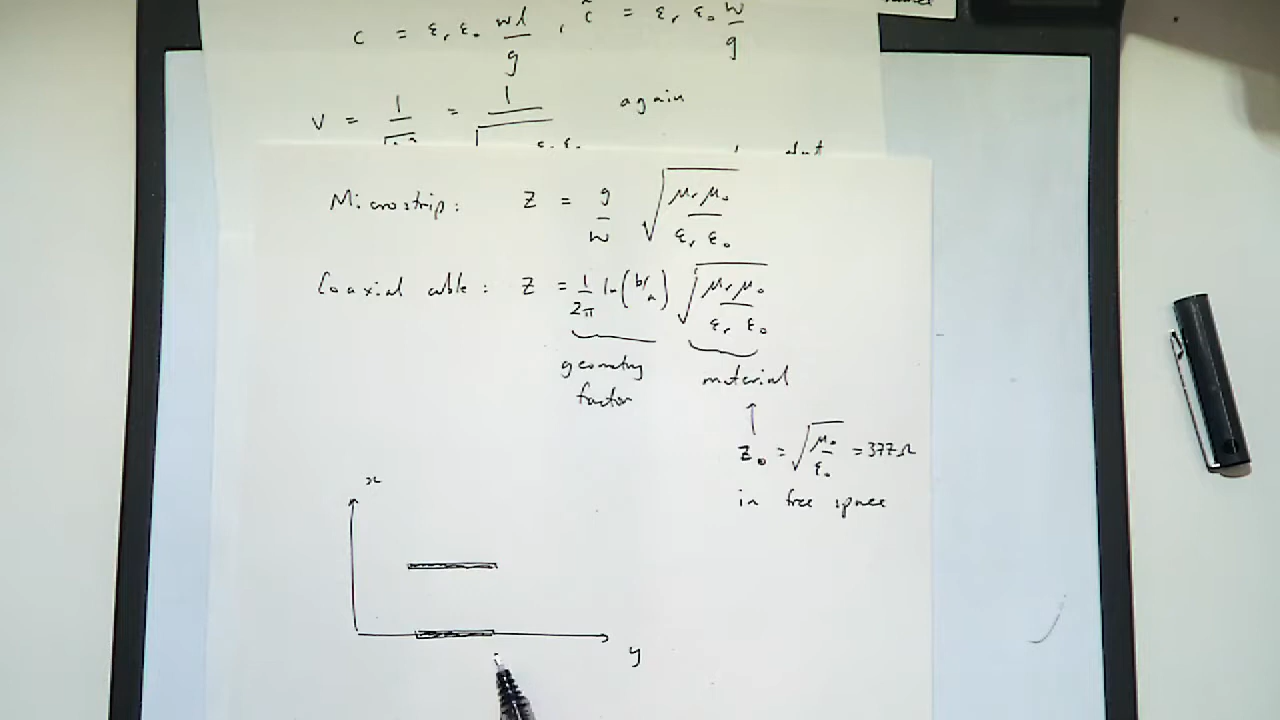 C = εᵣ ε₀ wl/g , c̃ = εᵣ ε₀ w/g
v = 1/√ = 1/√ again
Microstrip: Z = g/w √(μᵣ μ₀ / εᵣ ε₀)
Coaxial cable: Z = 1/2π ln(b/a) √(μᵣ μ₀ / εᵣ ε₀)
geometry material
factor
Z₀ = √(μ₀/ε₀) = 377Ω
in free space
x
y